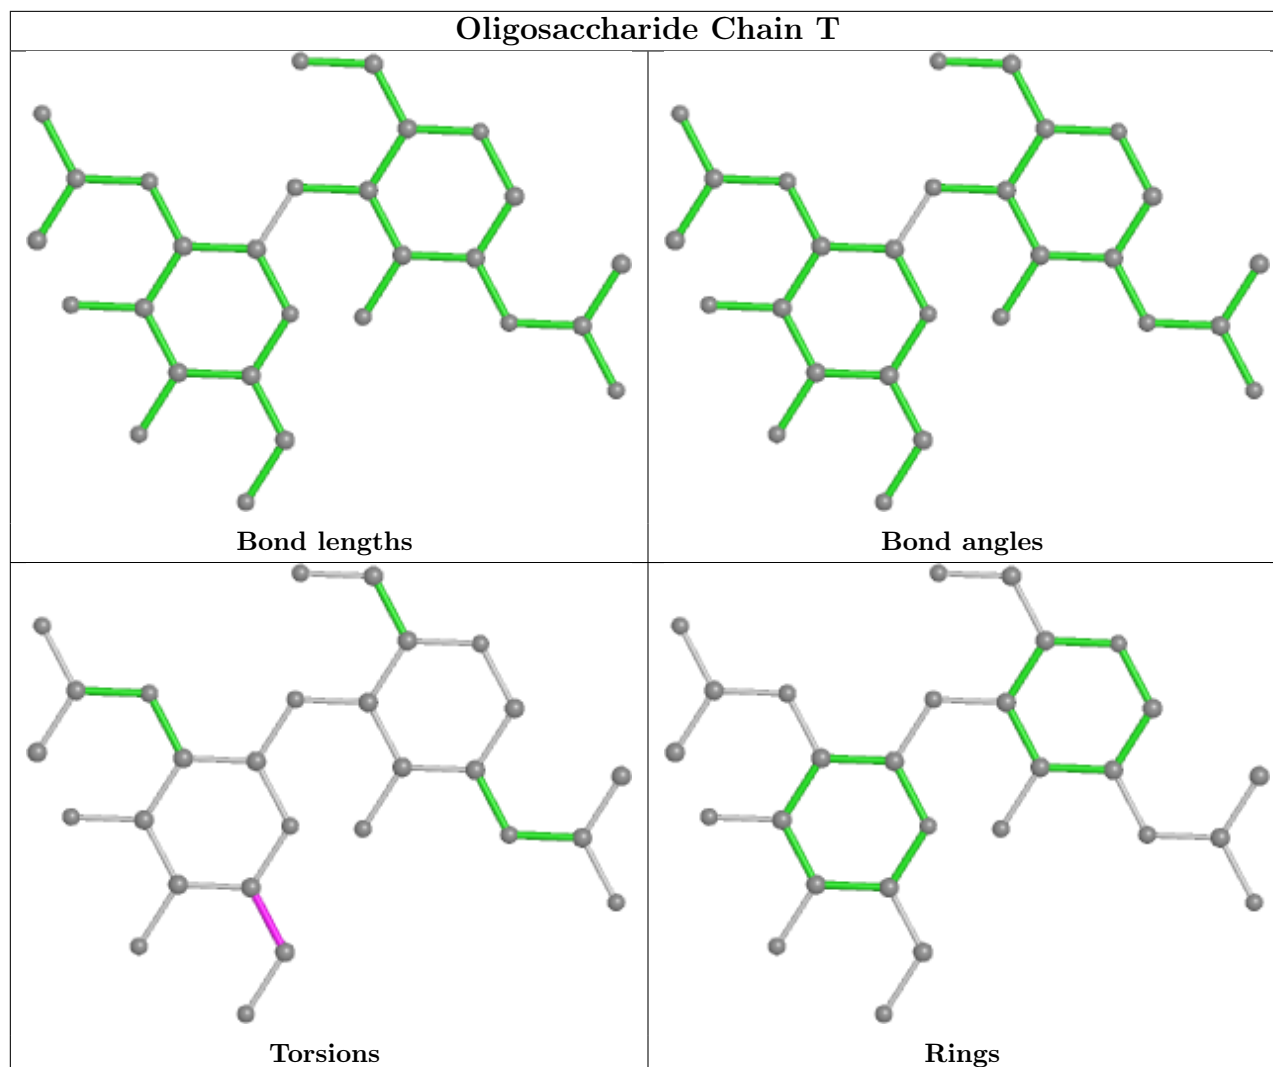 Oligosaccharide Chain T
Bond lengths
Bond angles
Torsions
Rings